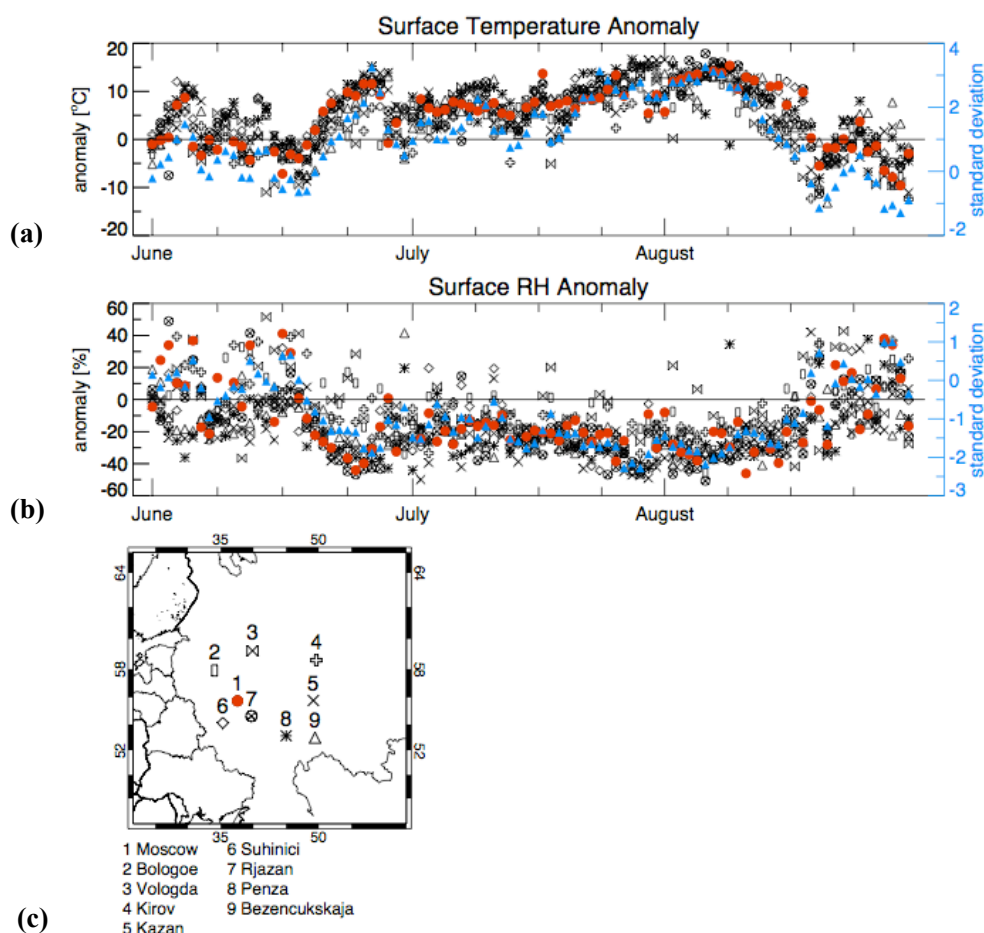 Surface Temperature Anomaly
20
10
0
-10
-20
anomaly [°C]
4
3
2
1
0
-1
-2
standard deviation
(a)
June July August
Surface RH Anomaly
60
40
20
0
-20
-40
-60
anomaly [%]
2
1
0
-1
-2
-3
standard deviation
(b)
June July August
35 50
64 64
58 58
52 52
1
2
3
4
5
6
7
8
9
35 50
1 Moscow 6 Suhinici
2 Bologoe 7 Rjazan
3 Vologda 8 Penza
4 Kirov 9 Bezencukskaja
5 Kazan
(c)